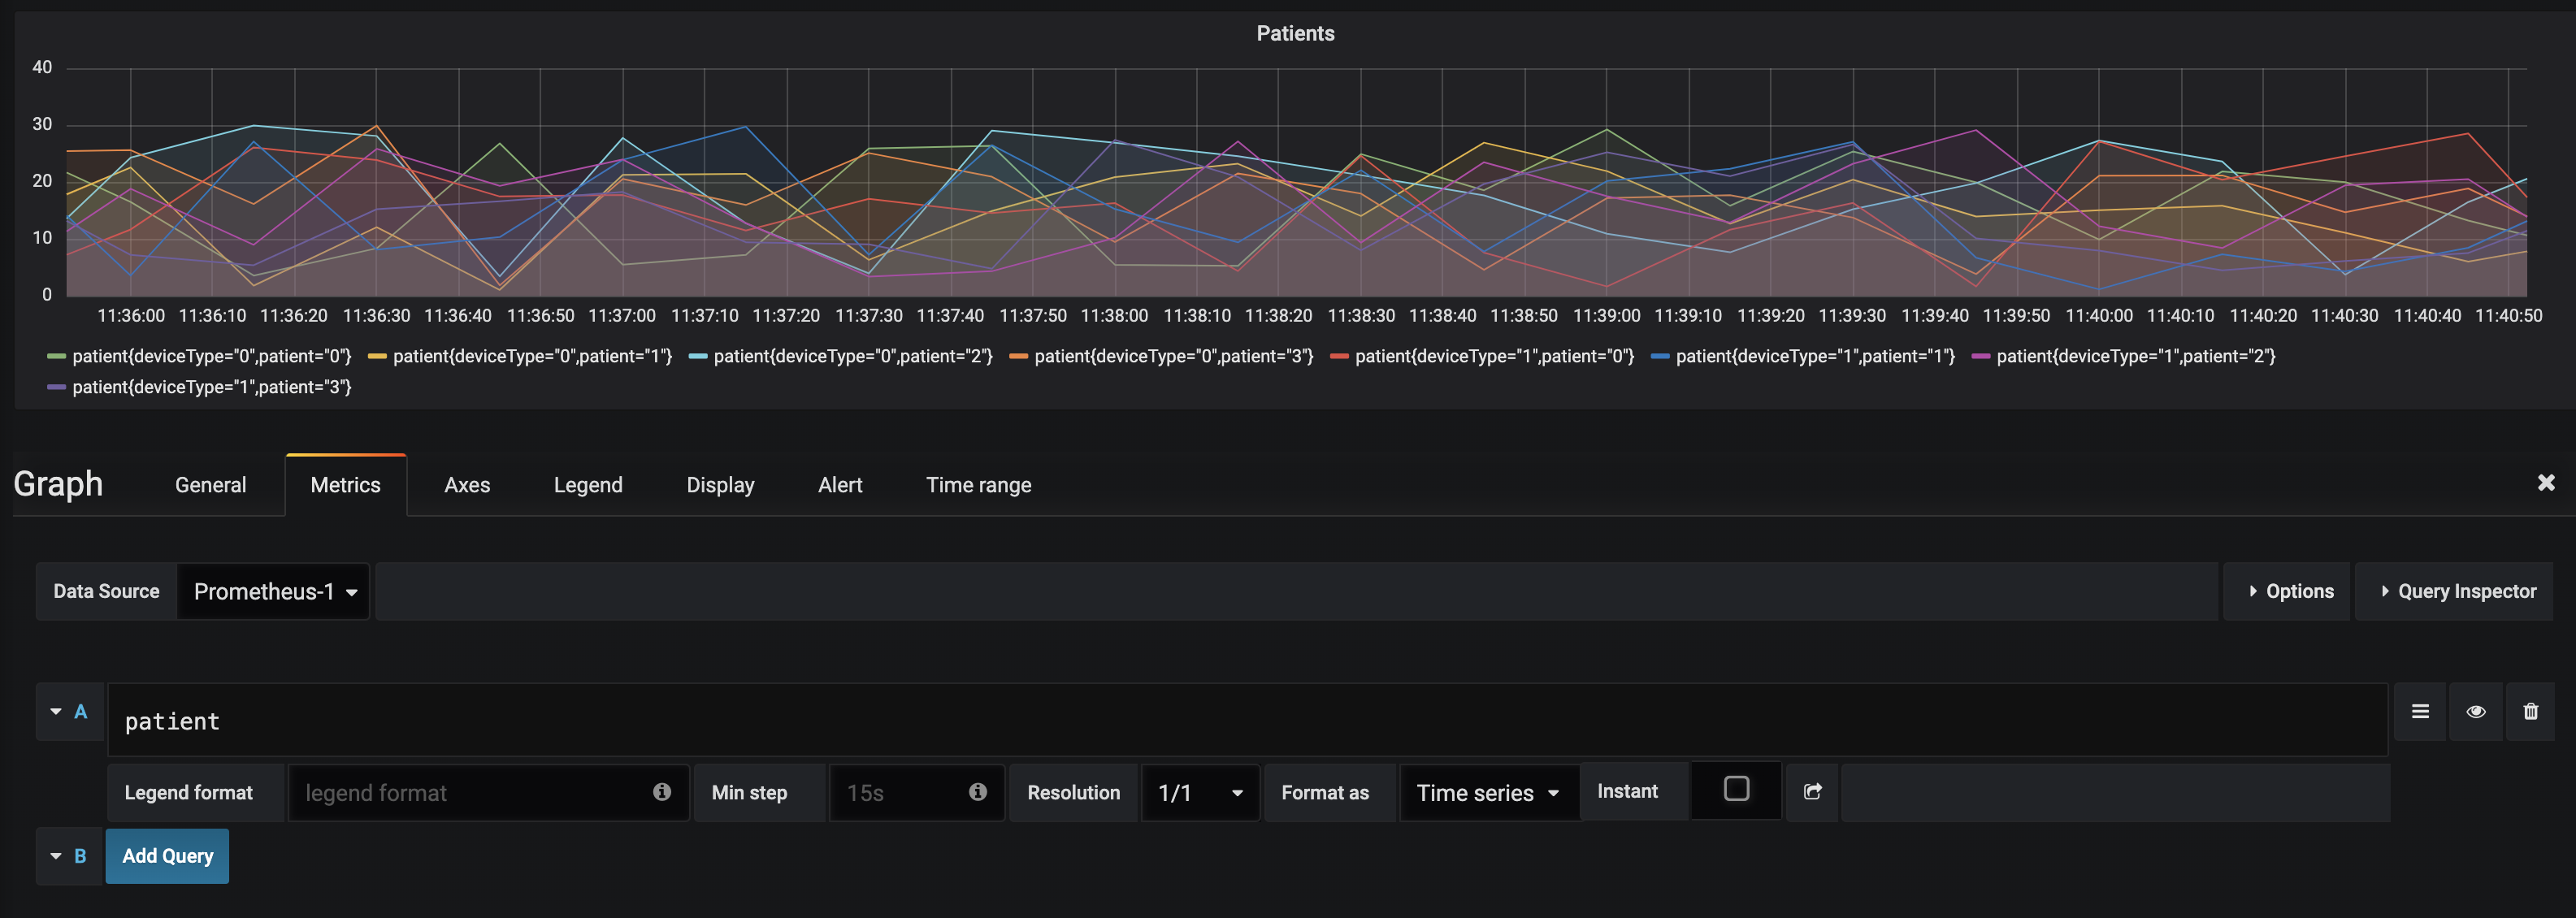 Patients
40
30
20
10
0
11:36:00 11:36:10 11:36:20 11:36:30 11:36:40 11:36:50 11:37:00 11:37:10 11:37:20 11:37:30 11:37:40 11:37:50 11:38:00 11:38:10 11:38:20 11:38:30 11:38:40 11:38:50 11:39:00 11:39:10 11:39:20 11:39:30 11:39:40 11:39:50 11:40:00 11:40:10 11:40:20 11:40:30 11:40:40 11:40:50
patient{deviceType="0",patient="0"} patient{deviceType="0",patient="1"} patient{deviceType="0",patient="2"} patient{deviceType="0",patient="3"} patient{deviceType="1",patient="0"} patient{deviceType="1",patient="1"} patient{deviceType="1",patient="2"}
patient{deviceType="1",patient="3"}
Graph General Metrics Axes Legend Display Alert Time range
Data Source Prometheus-1 Options Query Inspector
A patient
Legend format legend format Min step 15s Resolution 1/1 Format as Time series Instant
B Add Query